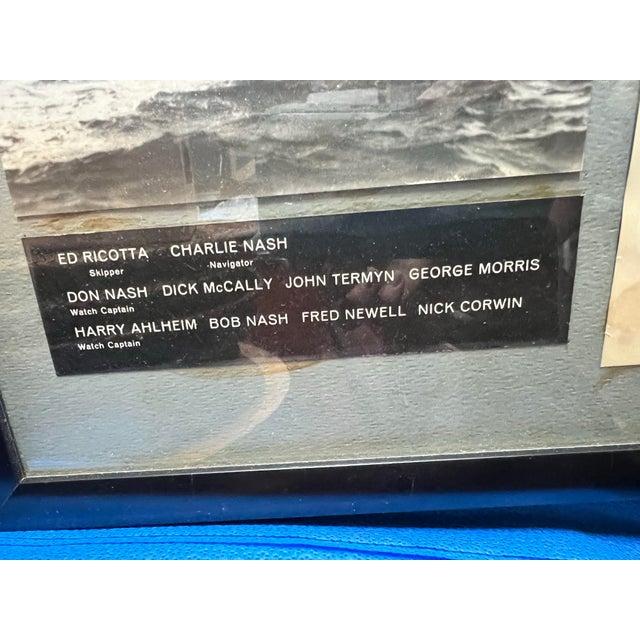 ED RICOTTA CHARLIE NASH
Skipper Navigator
DON NASH DICK McCALLY JOHN TERMYN GEORGE MORRIS
Watch Captain
HARRY AHLHEIM BOB NASH FRED NEWELL NICK CORWIN
Watch Captain